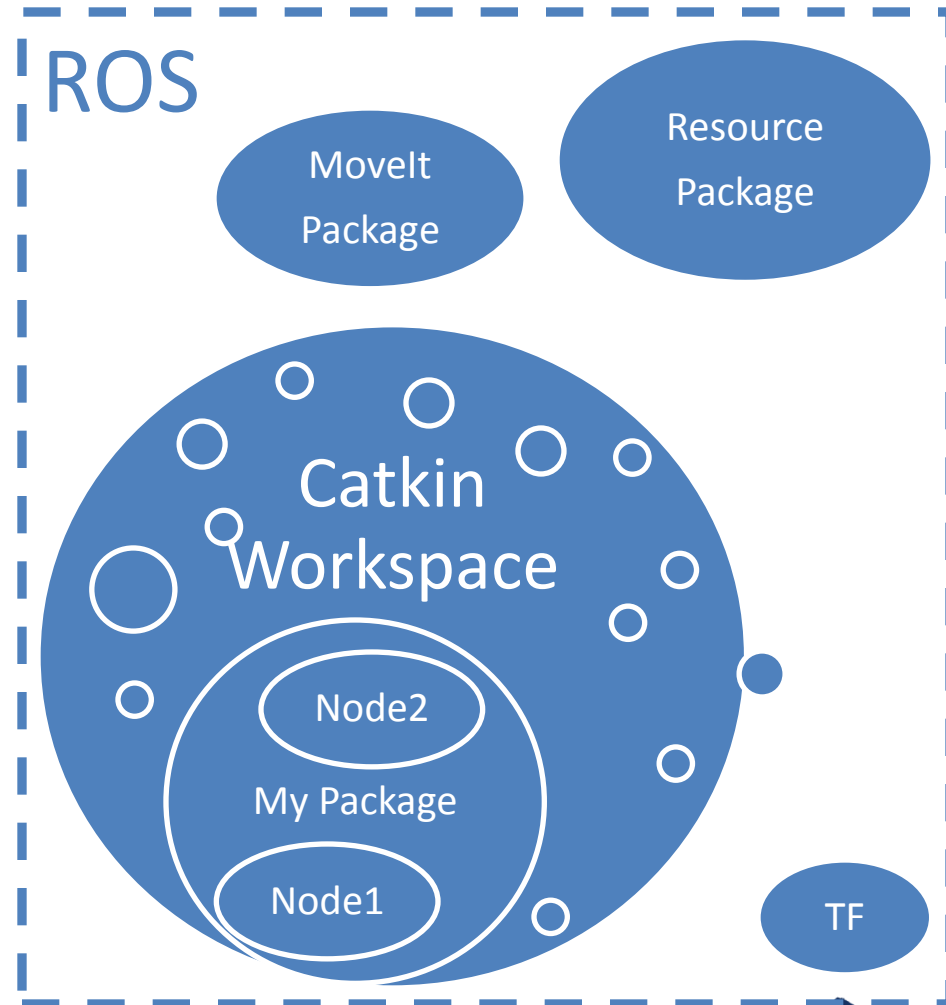 ROS
MoveIt
Package
Resource
Package
Catkin
Workspace
Node2
My Package
Node1
TF